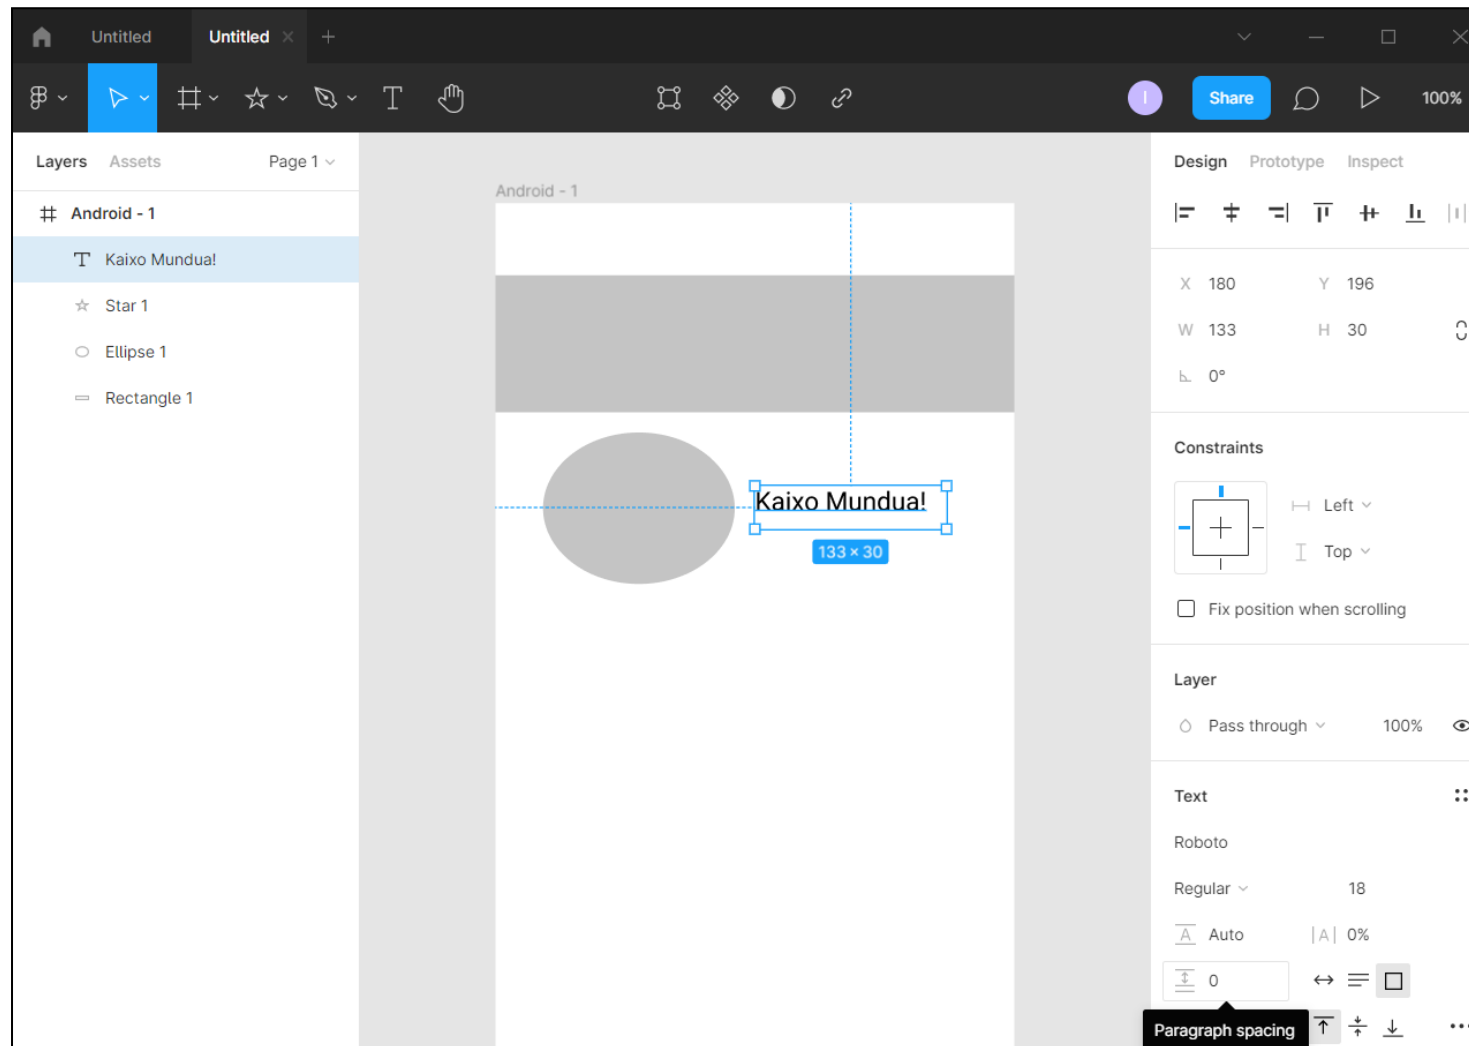 Untitled
Untitled
I
Share
100%
Layers Assets Page 1
Android - 1
Kaixo Mundua!
Star 1
Ellipse 1
Rectangle 1
Android - 1
Kaixo Mundua!
133 × 30
Design Prototype Inspect
X 180 Y 196
W 133 H 30
0°
Constraints
Left
Top
Fix position when scrolling
Layer
Pass through 100%
Text
Roboto
Regular 18
A Auto |A| 0%
0
Paragraph spacing